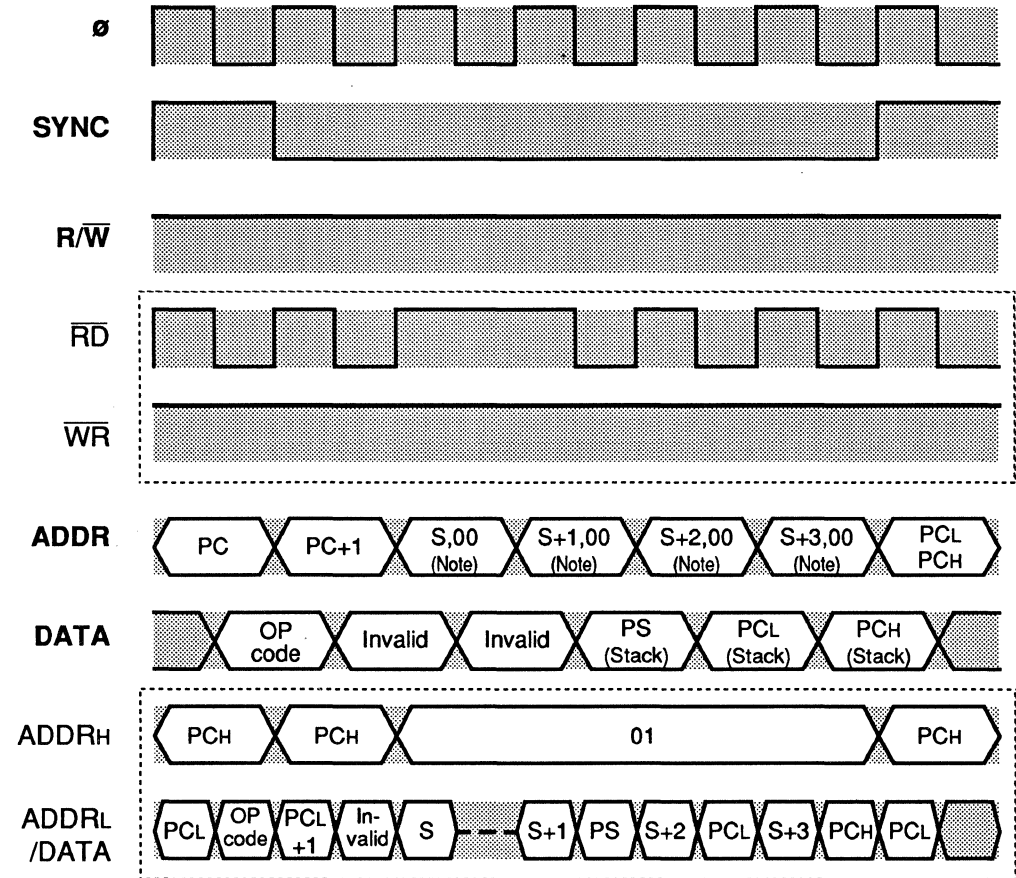 ø
SYNC
R/W̅
R̅D̅
W̅R̅
ADDR
PC
PC+1
S,00
(Note)
S+1,00
(Note)
S+2,00
(Note)
S+3,00
(Note)
PCL
PCH
DATA
OP
code
Invalid
Invalid
PS
(Stack)
PCL
(Stack)
PCH
(Stack)
ADDRH
PCH
PCH
01
PCH
ADDRL
/DATA
PCL
OP
code
PCL
+1
In-
valid
S
S+1
PS
S+2
PCL
S+3
PCH
PCL